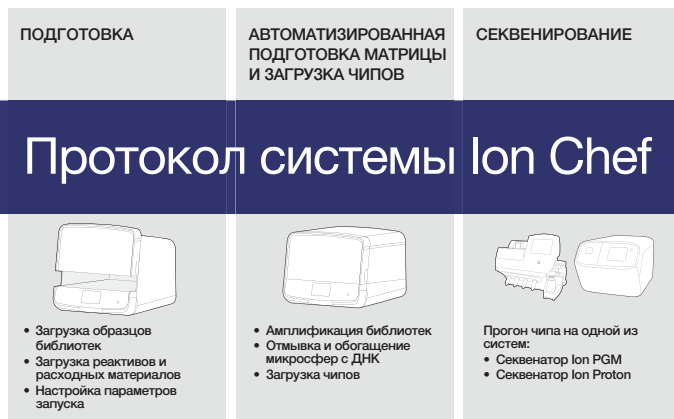 ПОДГОТОВКА
АВТОМАТИЗИРОВАННАЯ
ПОДГОТОВКА МАТРИЦЫ
И ЗАГРУЗКА ЧИПОВ
СЕКВЕНИРОВАНИЕ
Протокол системы Ion Chef
• Загрузка образцов
библиотек
• Загрузка реактивов и
расходных материалов
• Настройка параметров
запуска
• Амплификация библиотек
• Отмывка и обогащение
микросфер с ДНК
• Загрузка чипов
Прогон чипа на одной из
систем:
• Секвенатор Ion PGM
• Секвенатор Ion Proton